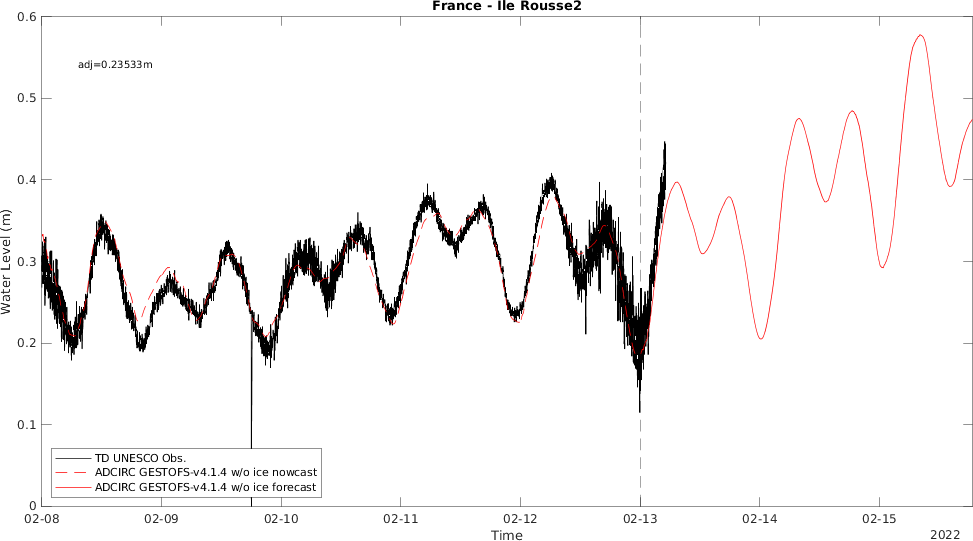 France - Ile Rousse2
adj=0.23533m
Water Level (m)
0.6
0.5
0.4
0.3
0.2
0.1
0
TD UNESCO Obs.
ADCIRC GESTOFS-v4.1.4 w/o ice nowcast
ADCIRC GESTOFS-v4.1.4 w/o ice forecast
02-08 02-09 02-10 02-11 02-12 02-13 02-14 02-15
Time
2022